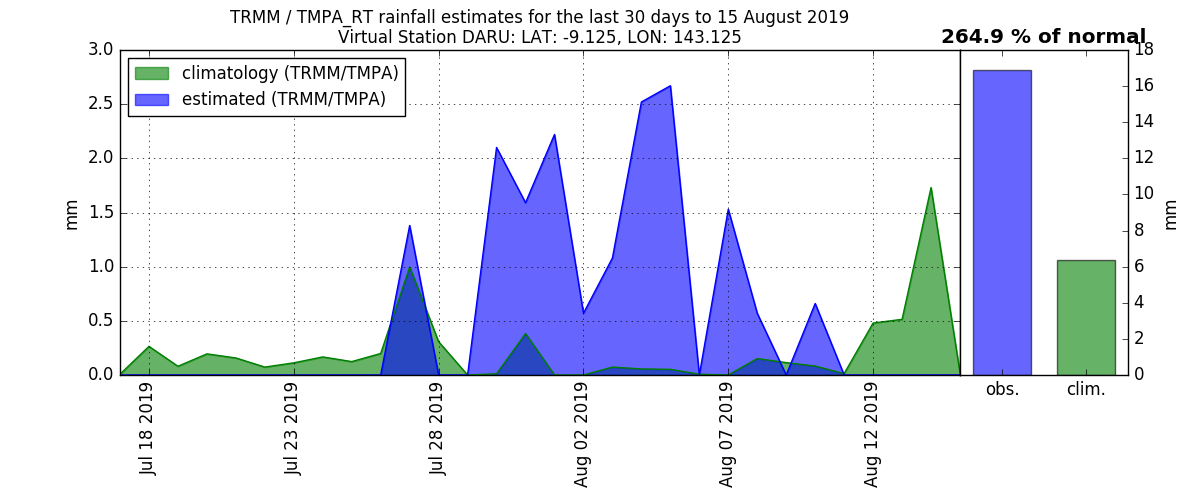 TRMM / TMPA_RT rainfall estimates for the last 30 days to 15 August 2019
Virtual Station DARU: LAT: -9.125, LON: 143.125
264.9 % of normal
climatology (TRMM/TMPA)
estimated (TRMM/TMPA)
3.0
2.5
2.0
1.5
1.0
0.5
0.0
mm
Jul 18 2019
Jul 23 2019
Jul 28 2019
Aug 02 2019
Aug 07 2019
Aug 12 2019
obs.
clim.
18
16
14
12
10
8
6
4
2
0
mm